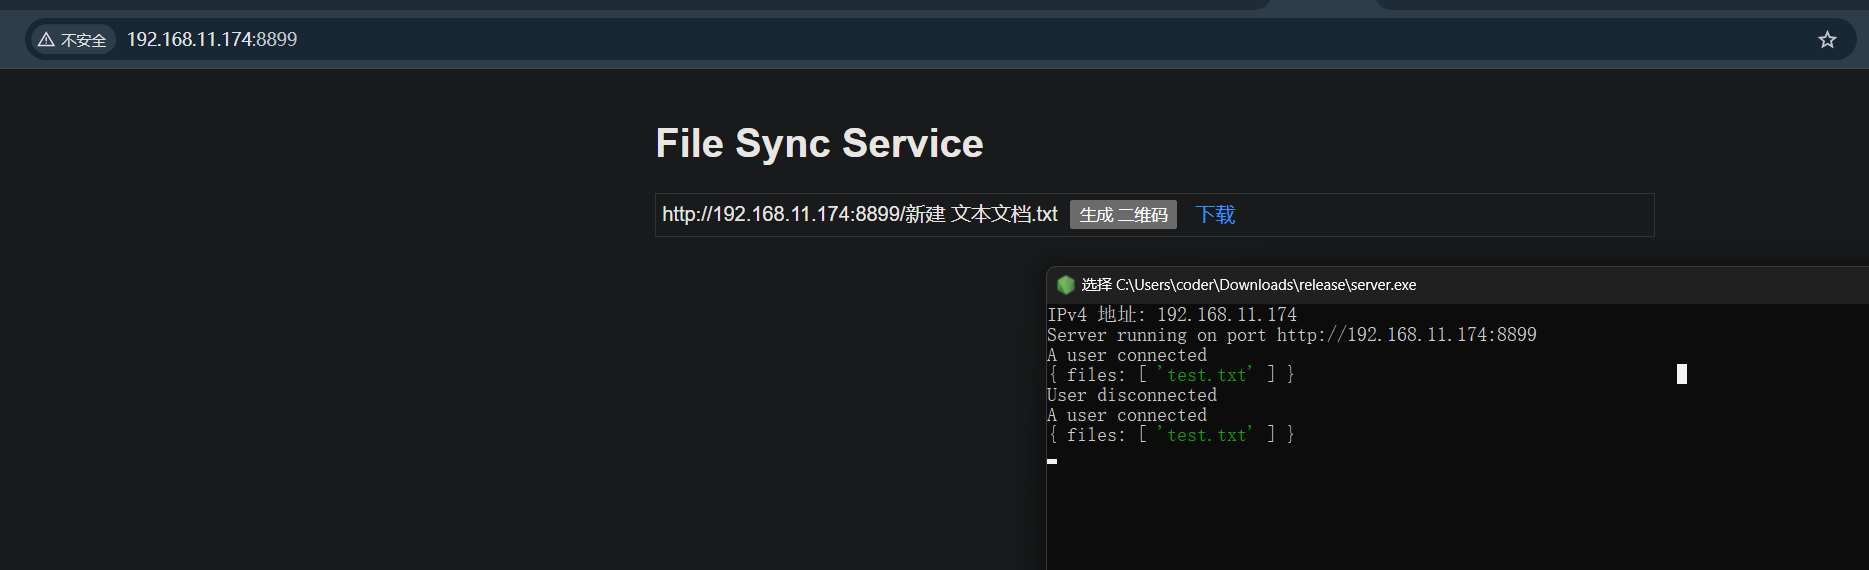 不安全 192.168.11.174:8899
File Sync Service
http://192.168.11.174:8899/新建 文本文档.txt 生成 二维码 下载
选择 C:\Users\coder\Downloads\release\server.exe
IPv4 地址: 192.168.11.174
Server running on port http://192.168.11.174:8899
A user connected
{ files: [ 'test.txt' ] }
User disconnected
A user connected
{ files: [ 'test.txt' ] }